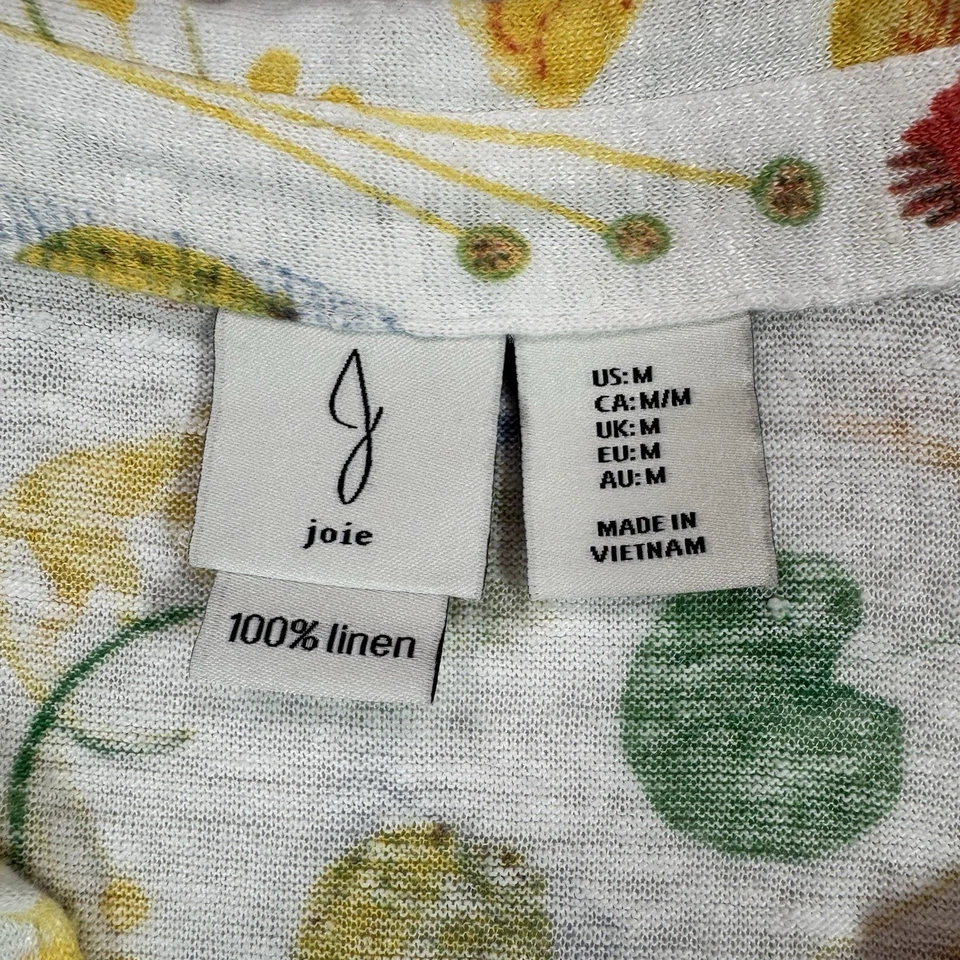 J
joie
100% linen
US: M
CA: M/M
UK: M
EU: M
AU: M
MADE IN
VIETNAM